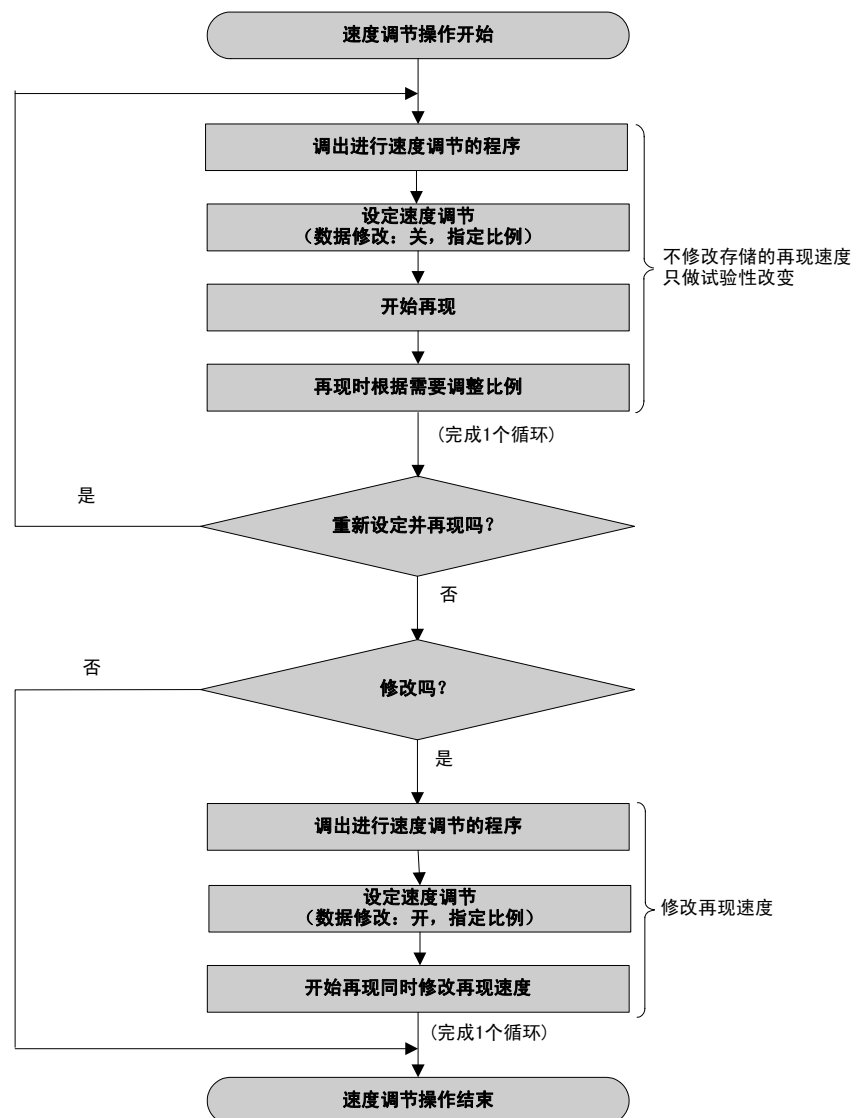 速度调节操作开始
调出进行速度调节的程序
设定速度调节
（数据修改：关，指定比例）
不修改存储的再现速度
只做试验性改变
开始再现
再现时根据需要调整比例
(完成1个循环)
是
重新设定并再现吗？
否
否
修改吗？
是
调出进行速度调节的程序
设定速度调节
（数据修改：开，指定比例）
修改再现速度
开始再现同时修改再现速度
(完成1个循环)
速度调节操作结束